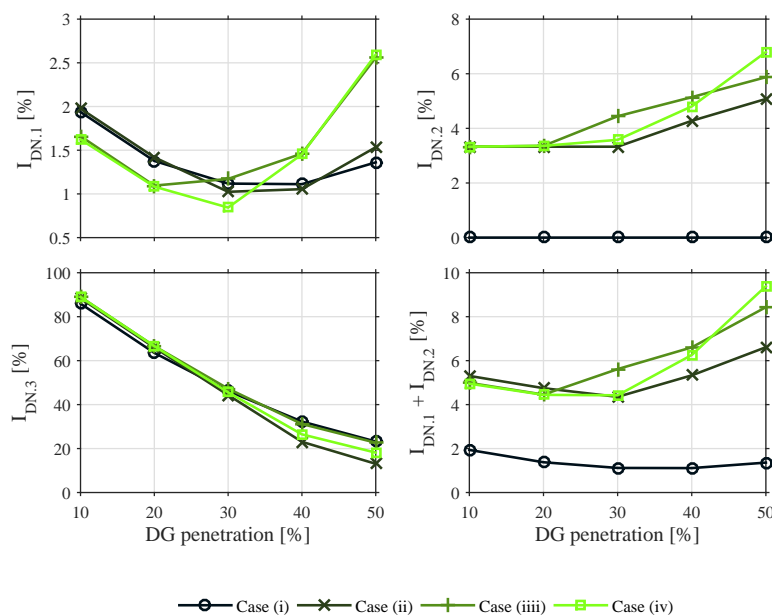 3
2.5
2
1.5
1
0.5
I_DN.1 [%]
8
6
4
2
0
I_DN.2 [%]
100
80
60
40
20
0
I_DN.3 [%]
10 20 30 40 50
DG penetration [%]
10
8
6
4
2
0
I_DN.1 + I_DN.2 [%]
10 20 30 40 50
DG penetration [%]
Case (i) Case (ii) Case (iiii) Case (iv)